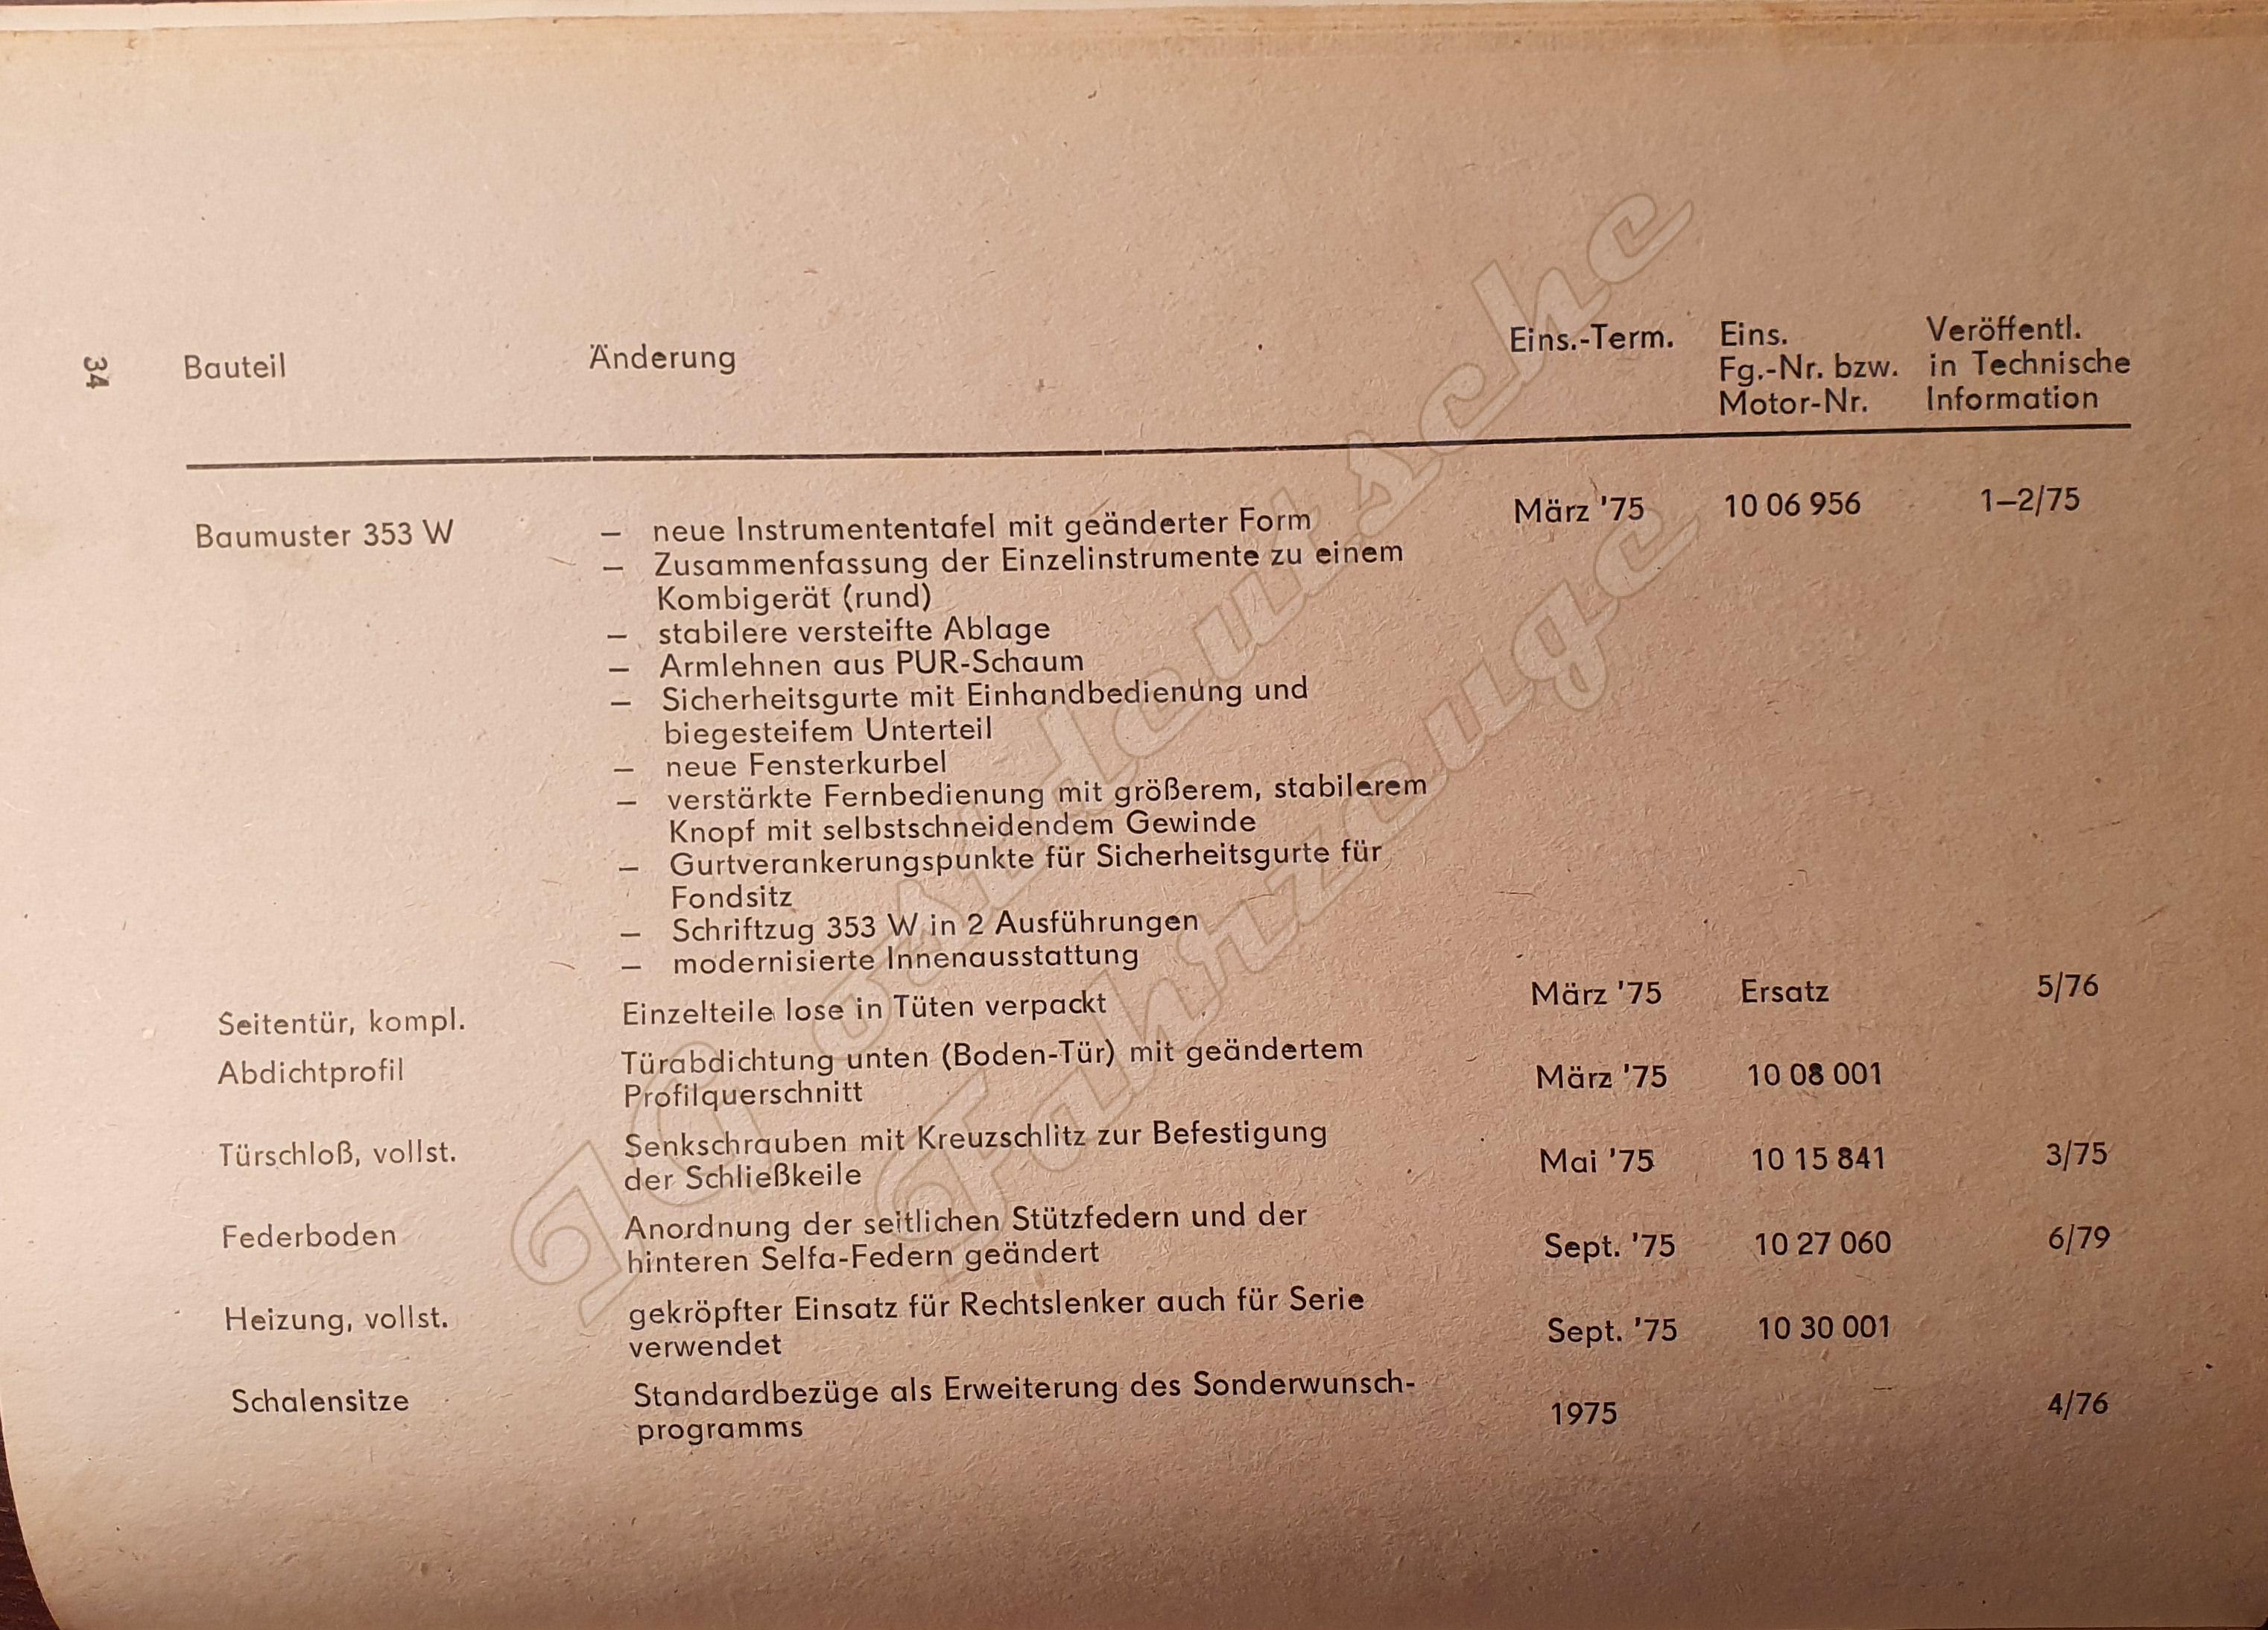 34
Bauteil Änderung Eins.-Term. Eins. Veröffentl.
Fg.-Nr. bzw. in Technische
Motor-Nr. Information
Baumuster 353 W – neue Instrumententafel mit geänderter Form März '75 10 06 956 1–2/75
– Zusammenfassung der Einzelinstrumente zu einem
Kombigerät (rund)
– stabilere versteifte Ablage
– Armlehnen aus PUR-Schaum
– Sicherheitsgurte mit Einhandbedienung und
biegesteifem Unterteil
– neue Fensterkurbel
– verstärkte Fernbedienung mit größerem, stabilerem
Knopf mit selbstschneidendem Gewinde
– Gurtverankerungspunkte für Sicherheitsgurte für
Fondsitz
– Schriftzug 353 W in 2 Ausführungen
– modernisierte Innenausstattung
Seitentür, kompl. Einzelteile lose in Tüten verpackt März '75 Ersatz 5/76
Abdichtprofil Türabdichtung unten (Boden-Tür) mit geändertem März '75 10 08 001
Profilquerschnitt
Türschloß, vollst. Senkschrauben mit Kreuzschlitz zur Befestigung Mai '75 10 15 841 3/75
der Schließkeile
Federboden Anordnung der seitlichen Stützfedern und der Sept. '75 10 27 060 6/79
hinteren Selfa-Federn geändert
Heizung, vollst. gekröpfter Einsatz für Rechtslenker auch für Serie Sept. '75 10 30 001
verwendet
Schalensitze Standardbezüge als Erweiterung des Sonderwunsch- 1975 4/76
programms
IG ostdeutsche
Fahrzeuge